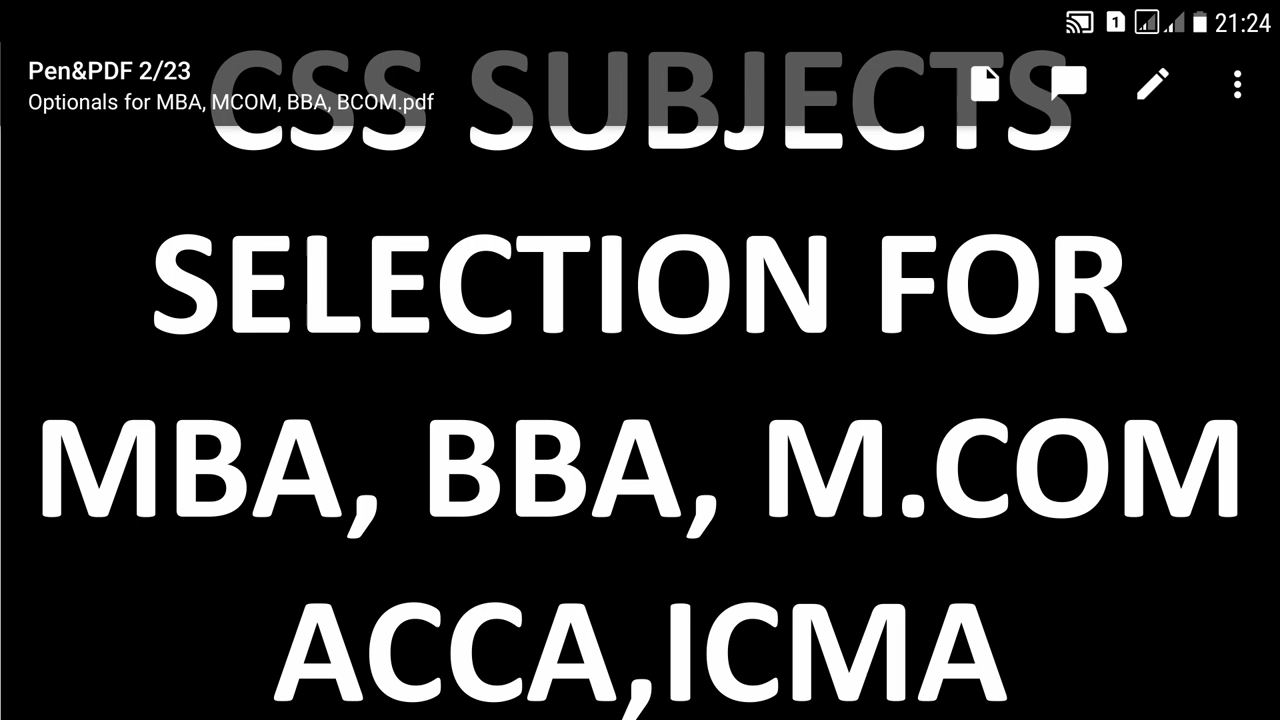 1 21:24
Pen&PDF 2/23
Optionals for MBA, MCOM, BBA, BCOM.pdf
CSS SUBJECTS
SELECTION FOR
MBA, BBA, M.COM
ACCA,ICMA